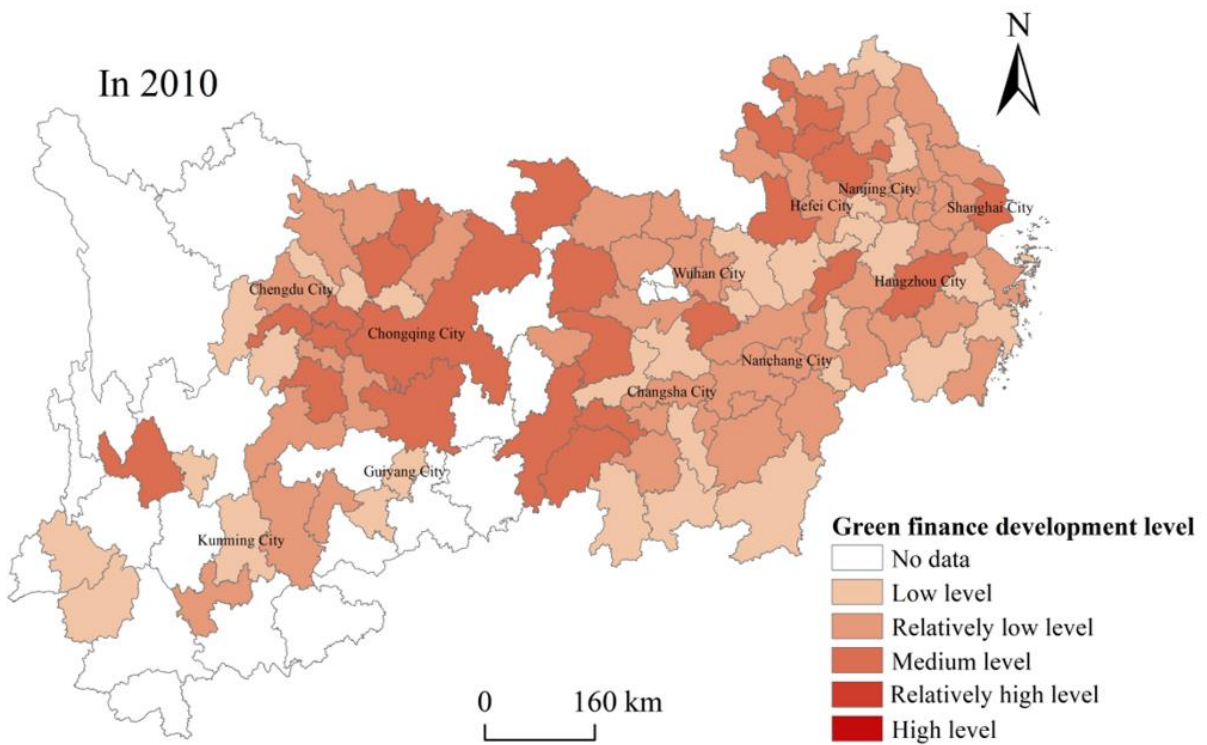 N
In 2010
Nanjing City
Hefei City
Shanghai City
Wuhan City
Hangzhou City
Chengdu City
Chongqing City
Nanchang City
Changsha City
Guiyang City
Kunming City
Green finance development level
No data
Low level
Relatively low level
Medium level
Relatively high level
High level
0 160 km